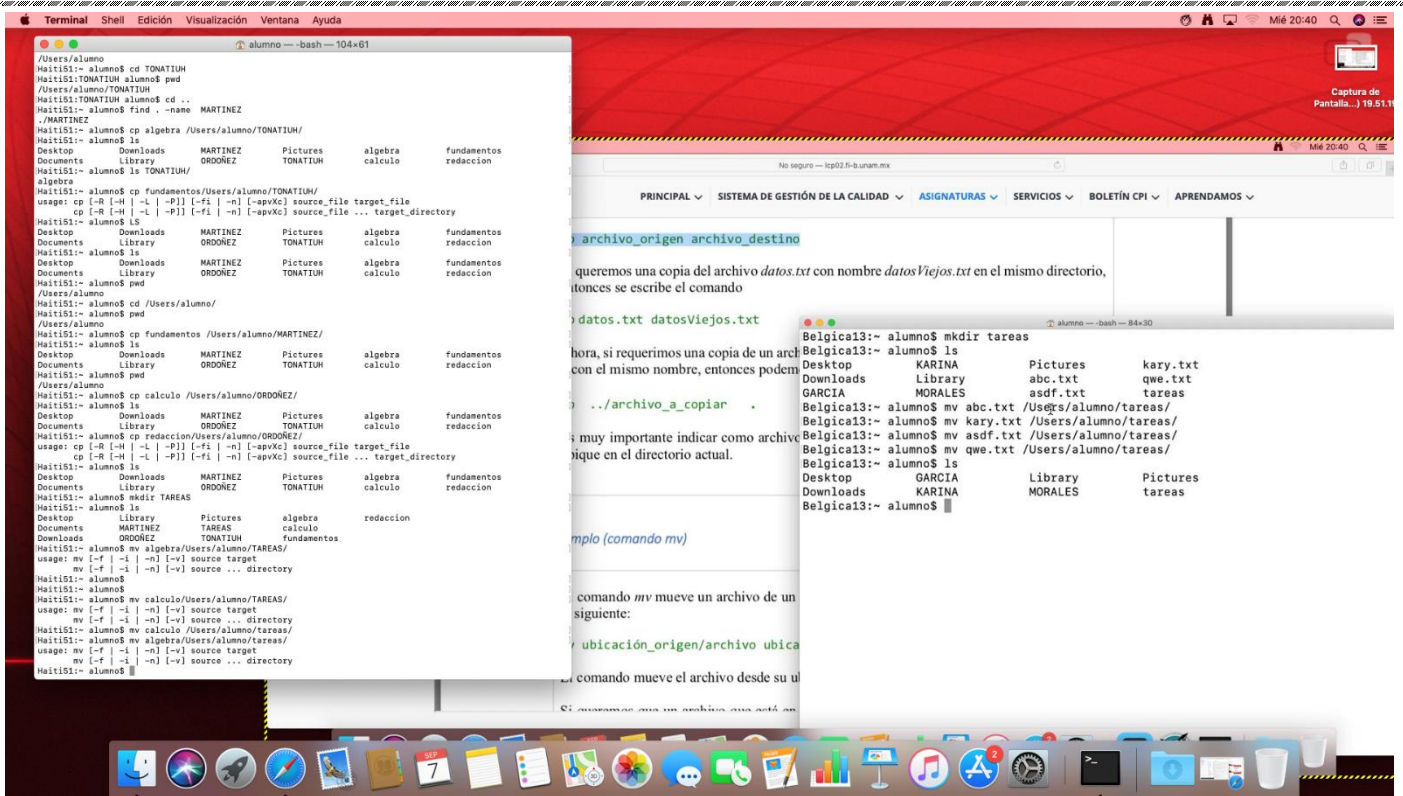 Terminal Shell Edición Visualización Ventana Ayuda
Mié 20:40
alumno — -bash — 104×61
/Users/alumno
Haiti51:~ alumno$ cd TONATIUH
Haiti51:TONATIUH alumno$ pwd
/Users/alumno/TONATIUH
Haiti51:TONATIUH alumno$ cd ..
Haiti51:~ alumno$ find . -name  MARTINEZ
./MARTINEZ
Haiti51:~ alumno$ cp algebra /Users/alumno/TONATIUH/
Haiti51:~ alumno$ ls
Desktop Downloads MARTINEZ Pictures algebra fundamentos
Documents Library ORDOÑEZ TONATIUH calculo redaccion
Haiti51:~ alumno$ ls TONATIUH/
algebra
Haiti51:~ alumno$ cp fundamentos/Users/alumno/TONATIUH/
usage: cp [-R [-H | -L | -P]] [-fi | -n] [-apvXc] source_file target_file
cp [-R [-H | -L | -P]] [-fi | -n] [-apvXc] source_file ... target_directory
Haiti51:~ alumno$ LS
Desktop Downloads MARTINEZ Pictures algebra fundamentos
Documents Library ORDOÑEZ TONATIUH calculo redaccion
Haiti51:~ alumno$ ls
Desktop Downloads MARTINEZ Pictures algebra fundamentos
Documents Library ORDOÑEZ TONATIUH calculo redaccion
Haiti51:~ alumno$ pwd
/Users/alumno
Haiti51:~ alumno$ cd /Users/alumno/
Haiti51:~ alumno$ pwd
/Users/alumno
Haiti51:~ alumno$ cp fundamentos /Users/alumno/MARTINEZ/
Haiti51:~ alumno$ ls
Desktop Downloads MARTINEZ Pictures algebra fundamentos
Documents Library ORDOÑEZ TONATIUH calculo redaccion
Haiti51:~ alumno$ pwd
/Users/alumno
Haiti51:~ alumno$ cp calculo /Users/alumno/ORDOÑEZ/
Haiti51:~ alumno$ ls
Desktop Downloads MARTINEZ Pictures algebra fundamentos
Documents Library ORDOÑEZ TONATIUH calculo redaccion
Haiti51:~ alumno$ cp redaccion/Users/alumno/ORDOÑEZ/
usage: cp [-R [-H | -L | -P]] [-fi | -n] [-apvXc] source_file target_file
cp [-R [-H | -L | -P]] [-fi | -n] [-apvXc] source_file ... target_directory
Haiti51:~ alumno$ ls
Desktop Downloads MARTINEZ Pictures algebra fundamentos
Documents Library ORDOÑEZ TONATIUH calculo redaccion
Haiti51:~ alumno$ mkdir TAREAS
Haiti51:~ alumno$ ls
Desktop Library Pictures algebra redaccion
Documents MARTINEZ TAREAS calculo
Downloads ORDOÑEZ TONATIUH fundamentos
Haiti51:~ alumno$ mv algebra/Users/alumno/TAREAS/
usage: mv [-f | -i | -n] [-v] source target
mv [-f | -i | -n] [-v] source ... directory
Haiti51:~ alumno$
Haiti51:~ alumno$
Haiti51:~ alumno$ mv calculo/Users/alumno/TAREAS/
usage: mv [-f | -i | -n] [-v] source target
mv [-f | -i | -n] [-v] source ... directory
Haiti51:~ alumno$ mv calculo /Users/alumno/tareas/
Haiti51:~ alumno$ mv algebra/Users/alumno/tareas/
usage: mv [-f | -i | -n] [-v] source target
mv [-f | -i | -n] [-v] source ... directory
Haiti51:~ alumno$
Captura de
Pantalla...) 19.51.1
Mié 20:40
No seguro — lcp02.fi-b.unam.mx
PRINCIPAL SISTEMA DE GESTIÓN DE LA CALIDAD ASIGNATURAS SERVICIOS BOLETÍN CPI APRENDAMOS
archivo_origen archivo_destino
queremos una copia del archivo datos.txt con nombre datosViejos.txt en el mismo directorio,
tonces se escribe el comando
datos.txt datosViejos.txt
hora, si requerimos una copia de un arch
con el mismo nombre, entonces podem
../archivo_a_copiar .
s muy importante indicar como archivo
bique en el directorio actual.
mplo (comando mv)
comando mv mueve un archivo de un
siguiente:
ubicación_origen/archivo ubica
El comando mueve el archivo desde su ul
Si queremos que un archivo que está en
alumno — -bash — 84×30
Belgica13:~ alumno$ mkdir tareas
Belgica13:~ alumno$ ls
Desktop KARINA Pictures kary.txt
Downloads Library abc.txt qwe.txt
GARCIA MORALES asdf.txt tareas
Belgica13:~ alumno$ mv abc.txt /Users/alumno/tareas/
Belgica13:~ alumno$ mv kary.txt /Users/alumno/tareas/
Belgica13:~ alumno$ mv asdf.txt /Users/alumno/tareas/
Belgica13:~ alumno$ mv qwe.txt /Users/alumno/tareas/
Belgica13:~ alumno$ ls
Desktop GARCIA Library Pictures
Downloads KARINA MORALES tareas
Belgica13:~ alumno$
SEP
7
2